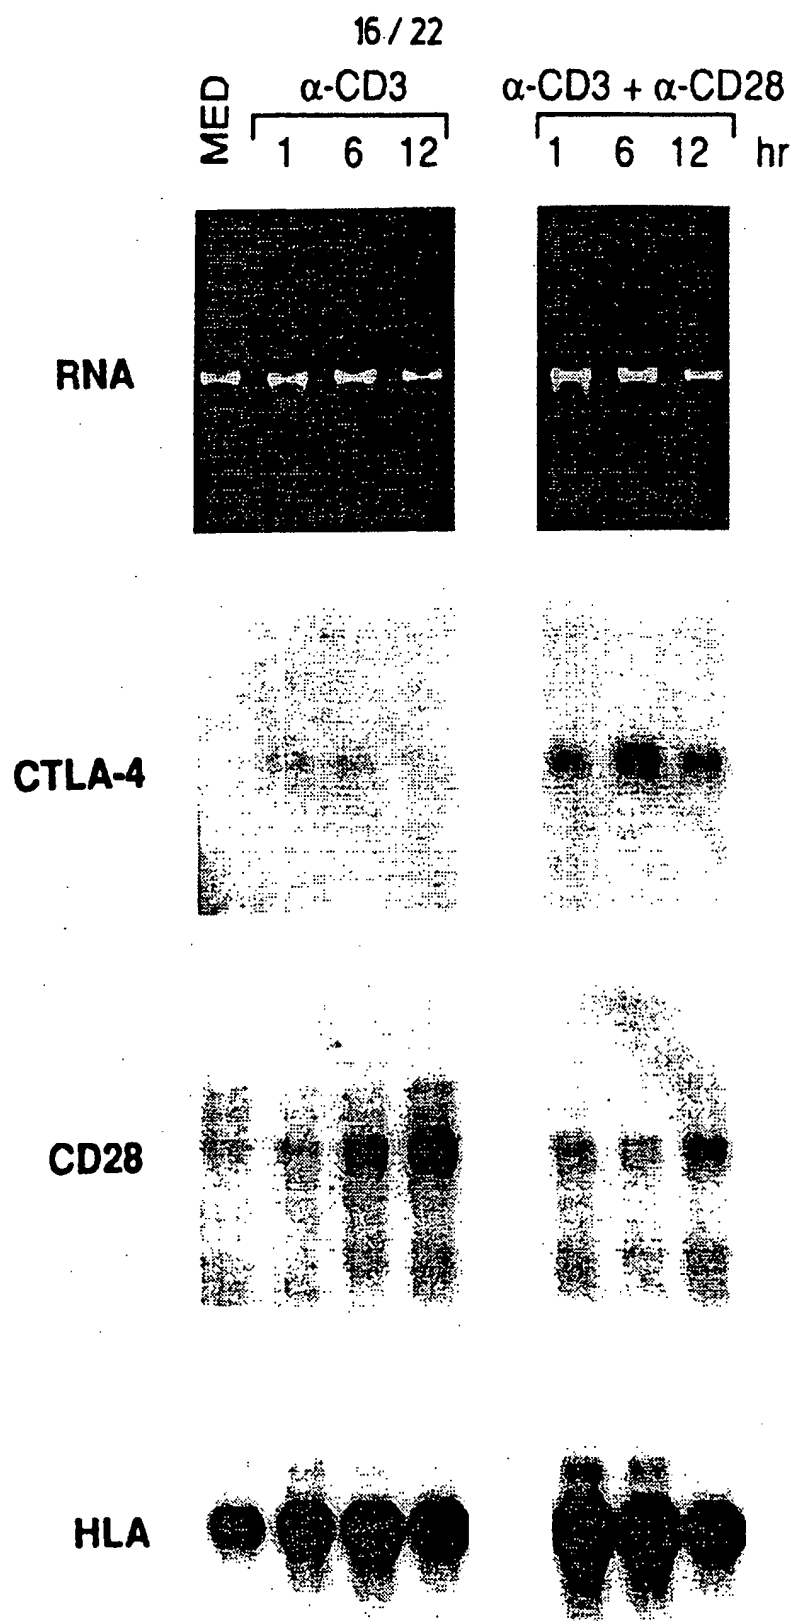 16/22
MED
α-CD3
α-CD3 + α-CD28
1 6 12 1 6 12 hr
RNA
CTLA-4
CD28
HLA